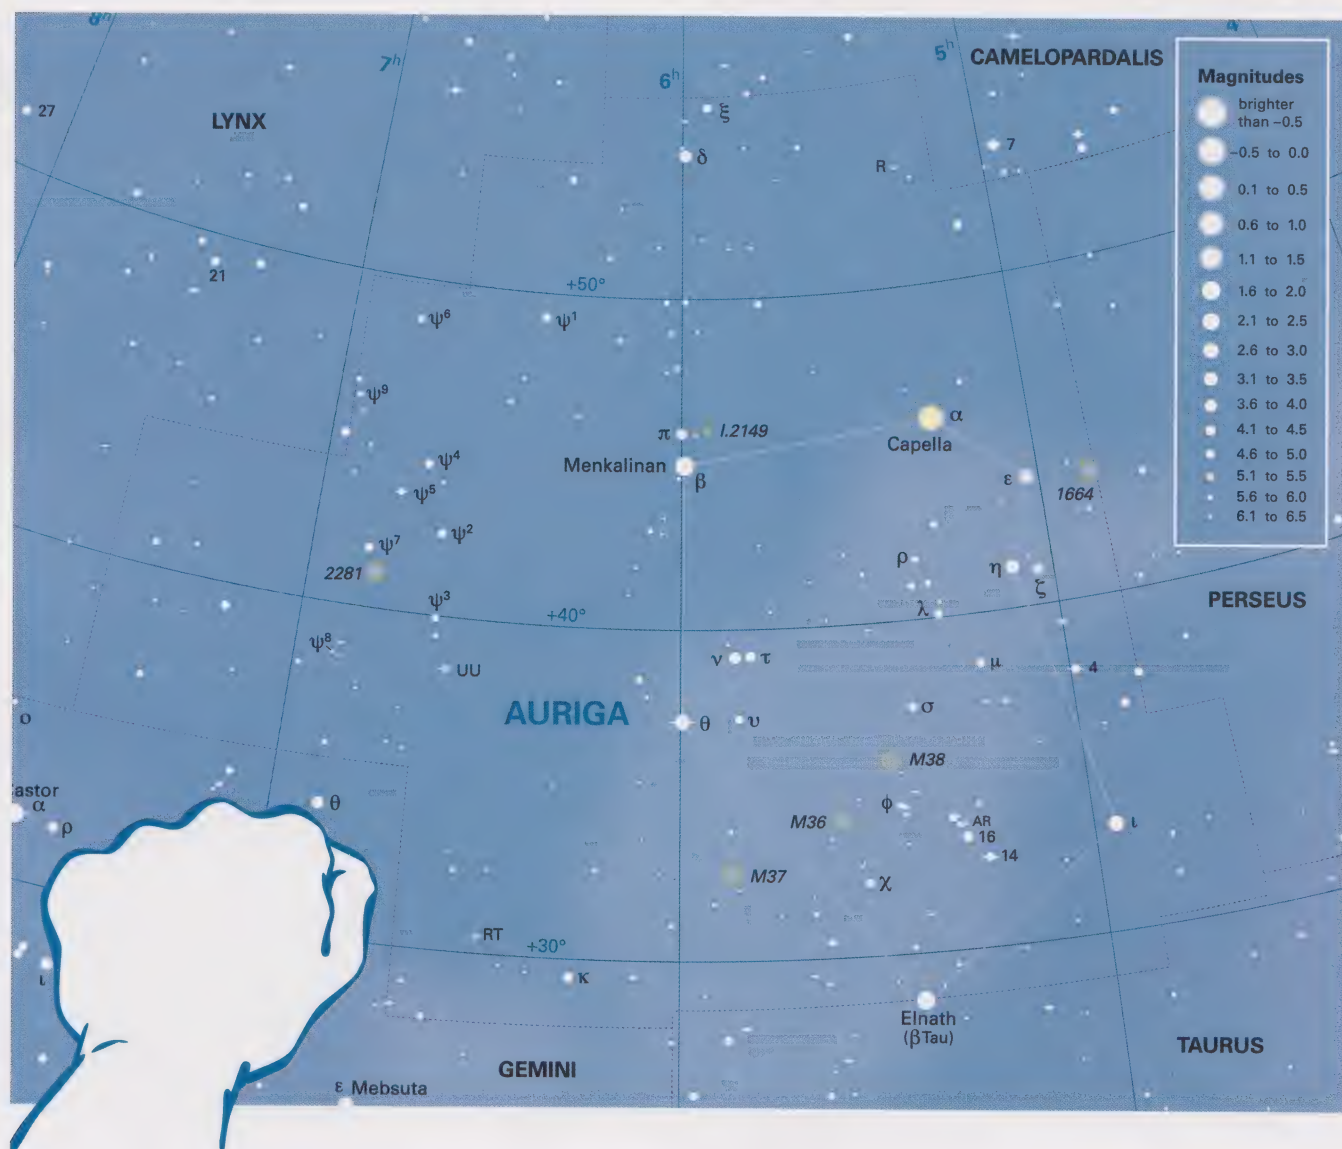 8h
7h
6h
5h
CAMELOPARDALIS
27
LYNX
ξ
δ
R
7
21
+50°
ψ6
ψ1
ψ9
π
I.2149
α
Capella
Menkalinan
β
ψ4
ψ5
ε
1664
ψ2
ψ7
2281
ρ
η
ζ
λ
PERSEUS
ψ3
+40°
ψ8
UU
ν
τ
μ
4
AURIGA
θ
υ
σ
ο
M38
astor
α
ρ
θ
M36
φ
AR
16
14
ι
M37
χ
RT
+30°
κ
ι
Elnath
(βTau)
TAURUS
GEMINI
ε Mebsuta
Magnitudes
brighter
than –0.5
–0.5 to 0.0
0.1 to 0.5
0.6 to 1.0
1.1 to 1.5
1.6 to 2.0
2.1 to 2.5
2.6 to 3.0
3.1 to 3.5
3.6 to 4.0
4.1 to 4.5
4.6 to 5.0
5.1 to 5.5
5.6 to 6.0
6.1 to 6.5